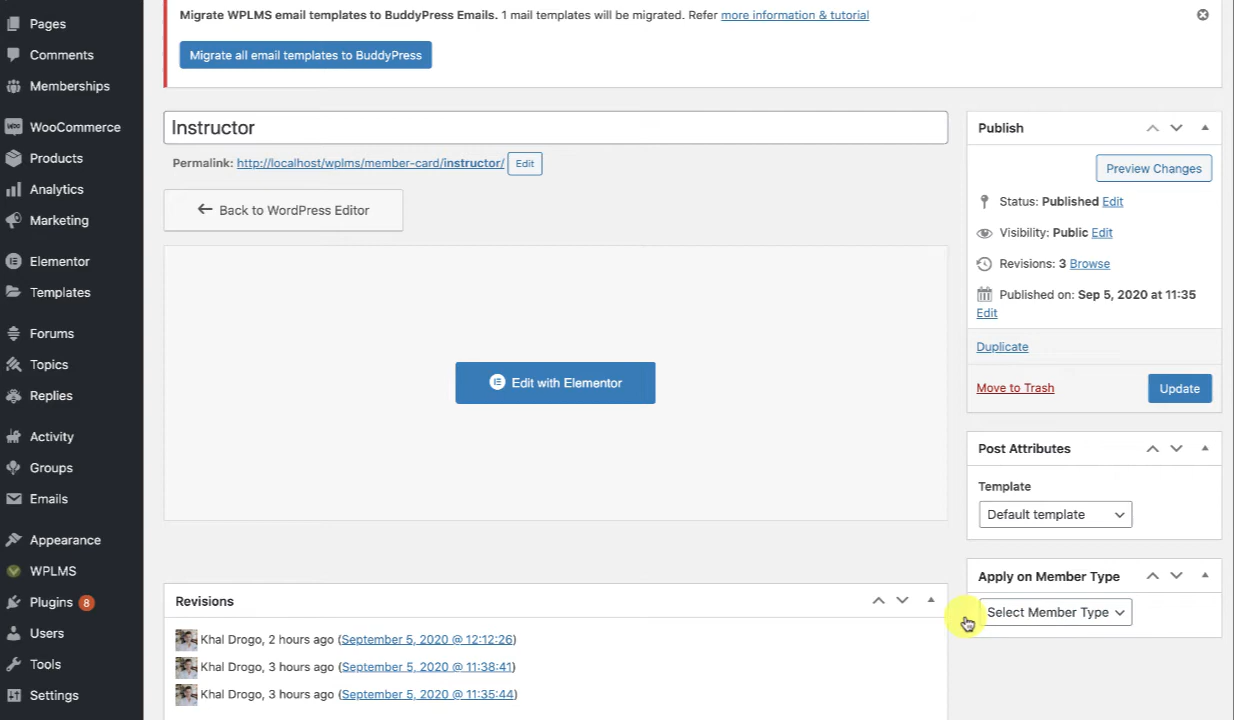 Pages
Comments
Memberships
WooCommerce
Products
Analytics
Marketing
Elementor
Templates
Forums
Topics
Replies
Activity
Groups
Emails
Appearance
WPLMS
Plugins 8
Users
Tools
Settings
Migrate WPLMS email templates to BuddyPress Emails. 1 mail templates will be migrated. Refer more information & tutorial
Migrate all email templates to BuddyPress
Instructor
Permalink: http://localhost/wplms/member-card/instructor/ Edit
Back to WordPress Editor
Edit with Elementor
Revisions
Khal Drogo, 2 hours ago (September 5, 2020 @ 12:12:26)
Khal Drogo, 3 hours ago (September 5, 2020 @ 11:38:41)
Khal Drogo, 3 hours ago (September 5, 2020 @ 11:35:44)
Publish
Preview Changes
Status: Published Edit
Visibility: Public Edit
Revisions: 3 Browse
Published on: Sep 5, 2020 at 11:35
Edit
Duplicate
Move to Trash
Update
Post Attributes
Template
Default template
Apply on Member Type
Select Member Type